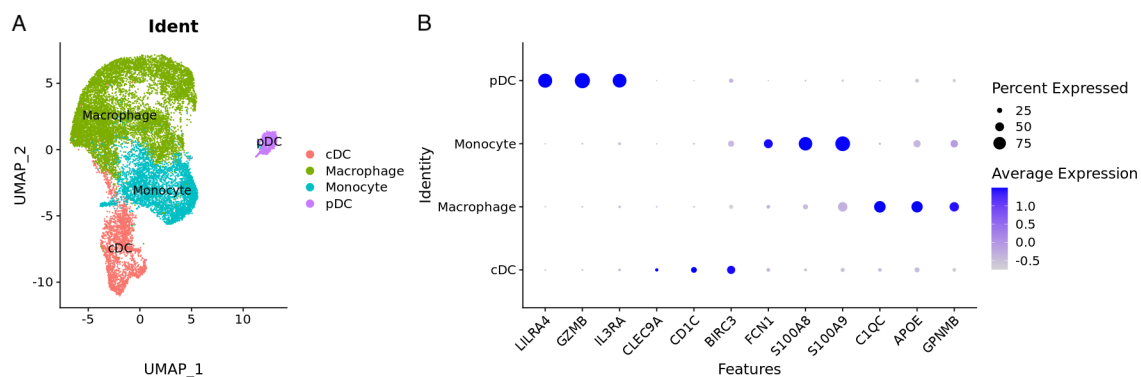 A
Ident
UMAP_2
5
0
-5
-10
Macrophage
pDC
Monocyte
cDC
-5
0
5
10
UMAP_1
cDC
Macrophage
Monocyte
pDC
B
Identity
pDC
Monocyte
Macrophage
cDC
LILRA4
GZMB
IL3RA
CLEC9A
CD1C
BIRC3
FCN1
S100A8
S100A9
C1QC
APOE
GPNMB
Features
Percent Expressed
25
50
75
Average Expression
1.0
0.5
0.0
-0.5